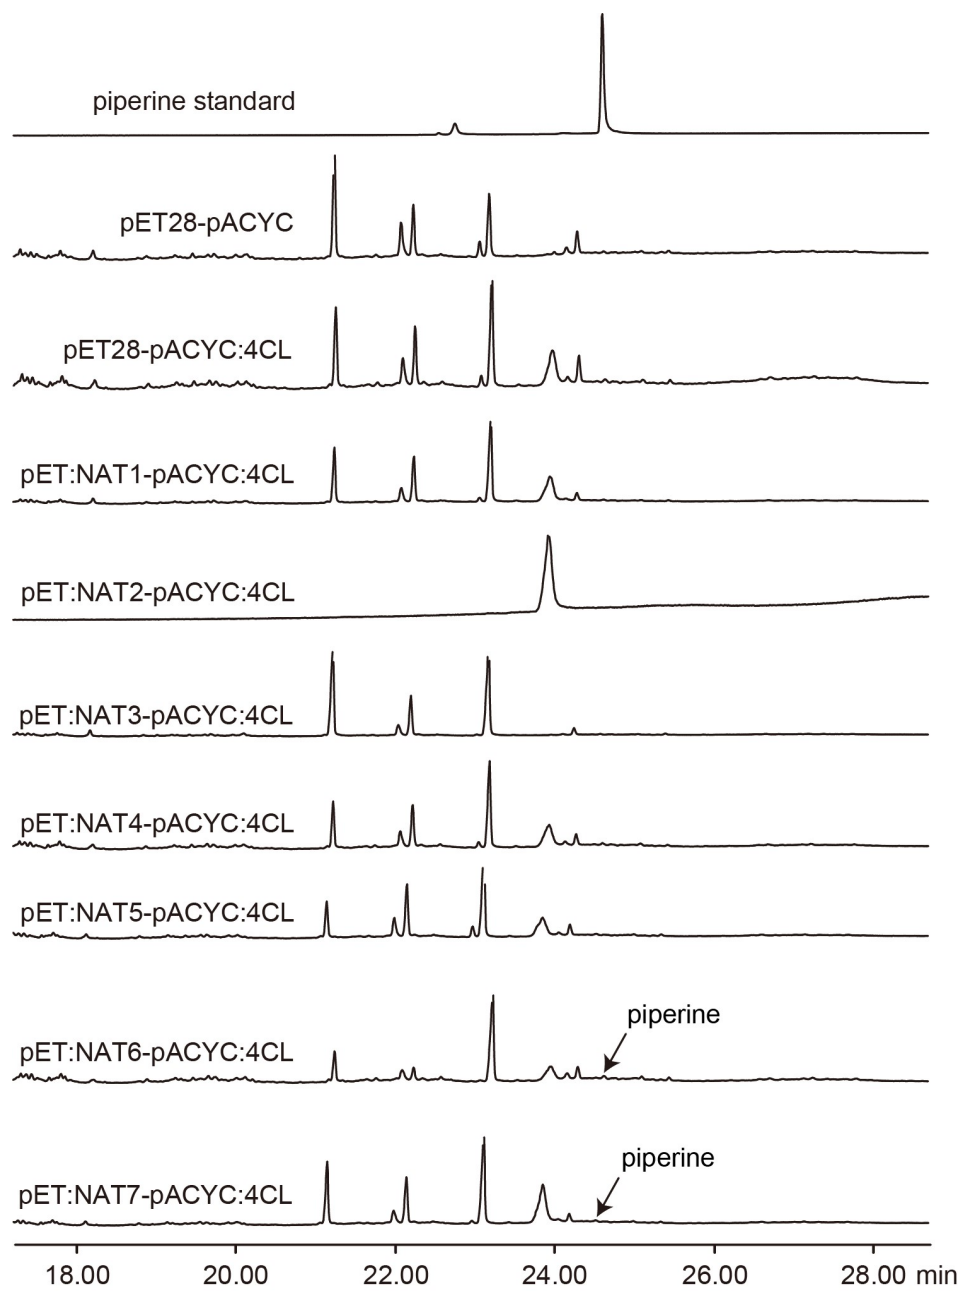 piperine standard
pET28-pACYC
pET28-pACYC:4CL
pET:NAT1-pACYC:4CL
pET:NAT2-pACYC:4CL
pET:NAT3-pACYC:4CL
pET:NAT4-pACYC:4CL
pET:NAT5-pACYC:4CL
piperine
pET:NAT6-pACYC:4CL
piperine
pET:NAT7-pACYC:4CL
18.00 20.00 22.00 24.00 26.00 28.00 min